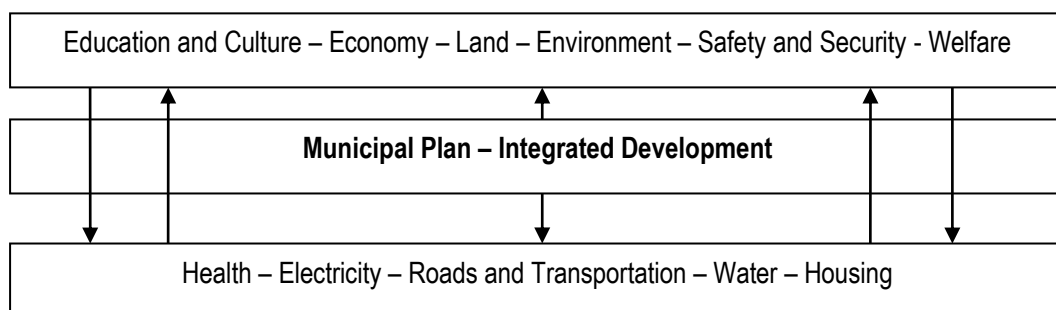 Education and Culture – Economy – Land – Environment – Safety and Security - Welfare
Municipal Plan – Integrated Development
Health – Electricity – Roads and Transportation – Water – Housing